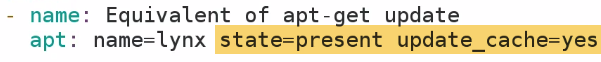 - name: Equivalent of apt-get update
apt: name=lynx state=present update_cache=yes